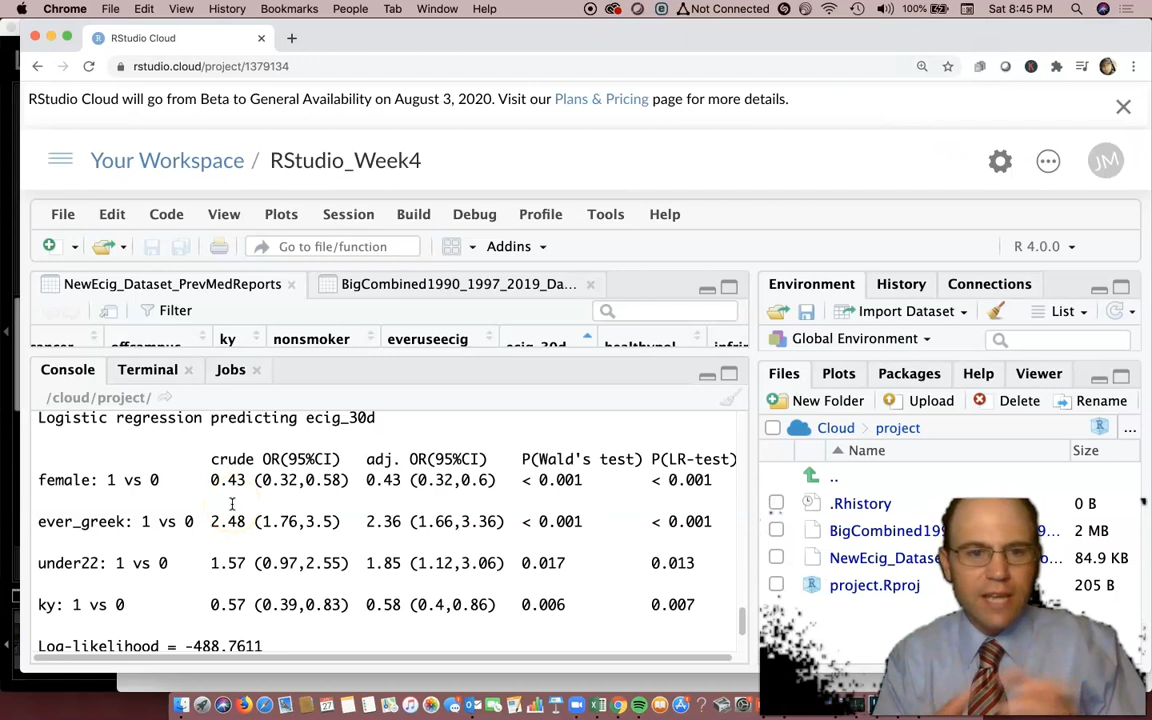 Chrome File Edit View History Bookmarks People Tab Window Help Not Connected 100% Sat 8:45 PM
RStudio Cloud
rstudio.cloud/project/1379134
RStudio Cloud will go from Beta to General Availability on August 3, 2020. Visit our Plans & Pricing page for more details.
Your Workspace / RStudio_Week4 JM
File Edit Code View Plots Session Build Debug Profile Tools Help
Go to file/function Addins R 4.0.0
NewEcig_Dataset_PrevMedReports BigCombined1990_1997_2019_Da...
Filter
cancer offcampus ky nonsmoker everuseecig ecig_30d healthypol infrin
Console Terminal Jobs
/cloud/project/
Logistic regression predicting ecig_30d
crude OR(95%CI) adj. OR(95%CI) P(Wald's test) P(LR-test)
female: 1 vs 0 0.43 (0.32,0.58) 0.43 (0.32,0.6) < 0.001 < 0.001
ever_greek: 1 vs 0 2.48 (1.76,3.5) 2.36 (1.66,3.36) < 0.001 < 0.001
under22: 1 vs 0 1.57 (0.97,2.55) 1.85 (1.12,3.06) 0.017 0.013
ky: 1 vs 0 0.57 (0.39,0.83) 0.58 (0.4,0.86) 0.006 0.007
Log-likelihood = -488.7611
Environment History Connections
Import Dataset List
Global Environment
Files Plots Packages Help Viewer
New Folder Upload Delete Rename
Cloud project ...
Name Size
..
.Rhistory 0 B
BigCombined199 2 MB
NewEcig_Datase 84.9 KB
project.Rproj 205 B